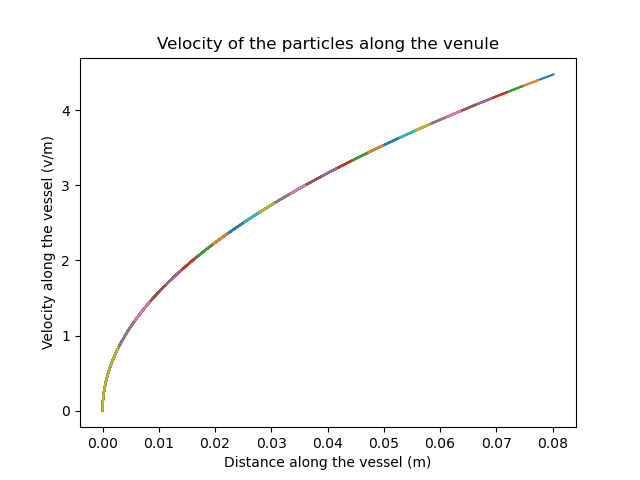 Velocity of the particles along the venule
Velocity along the vessel (v/m)
4
3
2
1
0
0.00 0.01 0.02 0.03 0.04 0.05 0.06 0.07 0.08
Distance along the vessel (m)